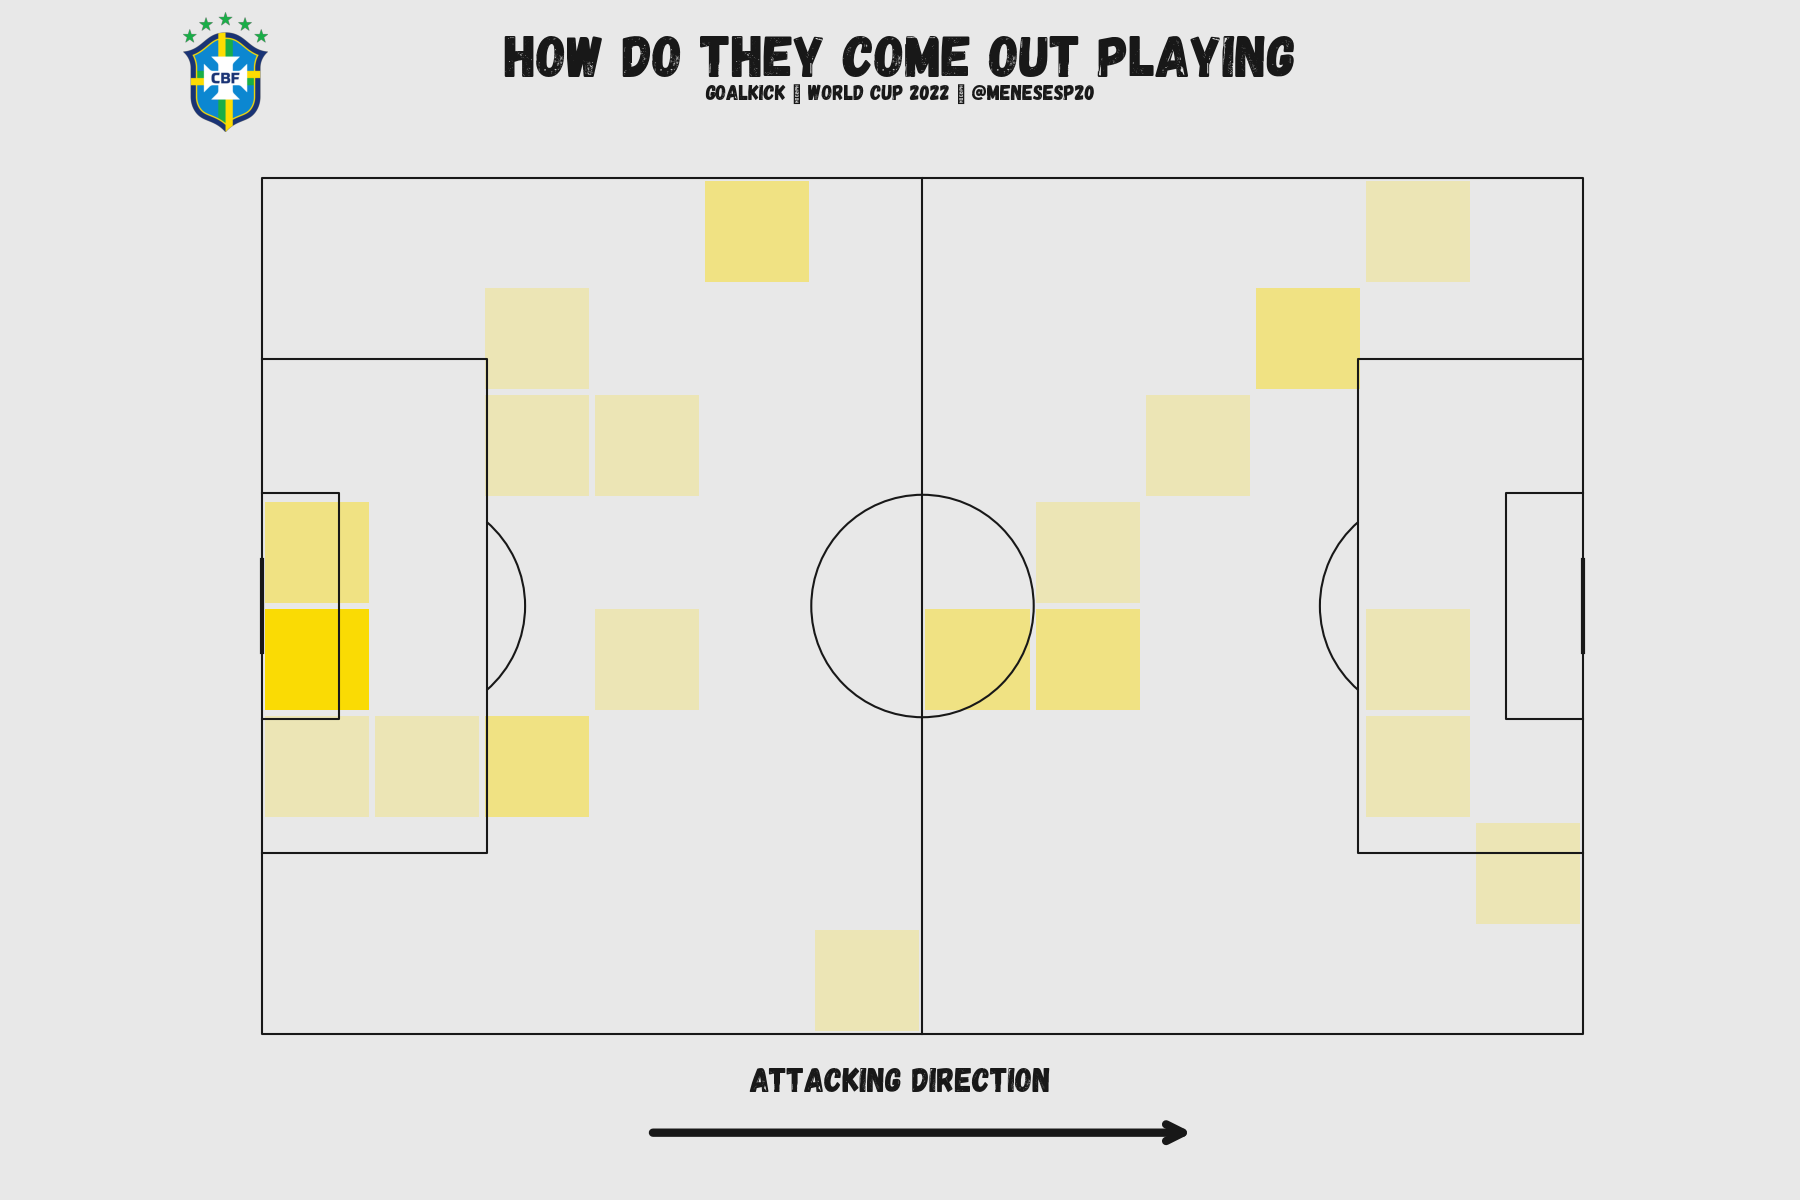 CBF
HOW DO THEY COME OUT PLAYING
GOALKICK ▯ WORLD CUP 2022 ▯ @MENESESP20
ATTACKING DIRECTION